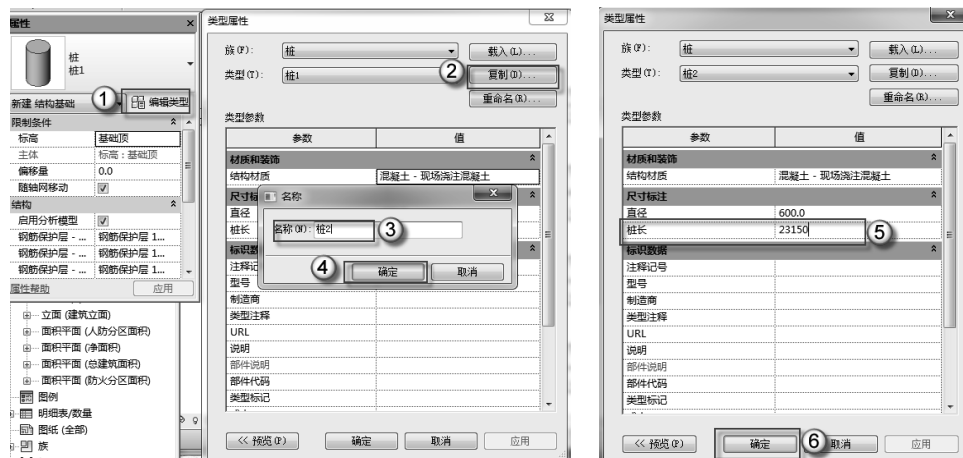 属性
桩
桩1
新建 结构基础
① 编辑类型
限制条件
标高 基础顶
主体 标高：基础顶
偏移量 0.0
随轴网移动
结构
启用分析模型
钢筋保护层 - ... 钢筋保护层 1...
钢筋保护层 - ... 钢筋保护层 1...
钢筋保护层 - ... 钢筋保护层 1...
属性帮助 应用
立面 (建筑立面)
面积平面 (人防分区面积)
面积平面 (净面积)
面积平面 (总建筑面积)
面积平面 (防火分区面积)
图例
明细表/数量
图纸 (全部)
族
类型属性
族(F)： 桩 载入(L)...
类型(T)： 桩1 ② 复制(D)...
重命名(R)...
类型参数
参数 值
材质和装饰
结构材质 混凝土 - 现场浇注混凝土
尺寸标
直径
桩长
标识数
注释记
型号
制造商
类型注释
URL
说明
部件说明
部件代码
类型标记
<< 预览(P) 确定 取消 应用
名称
名称(N)： 桩2 ③
④ 确定 取消
类型属性
族(F)： 桩 载入(L)...
类型(T)： 桩2 复制(D)...
重命名(R)...
类型参数
参数 值
材质和装饰
结构材质 混凝土 - 现场浇注混凝土
尺寸标注
直径 600.0
桩长 23150 ⑤
标识数据
注释记号
型号
制造商
类型注释
URL
说明
部件说明
部件代码
类型标记
<< 预览(P) 确定 ⑥ 取消 应用